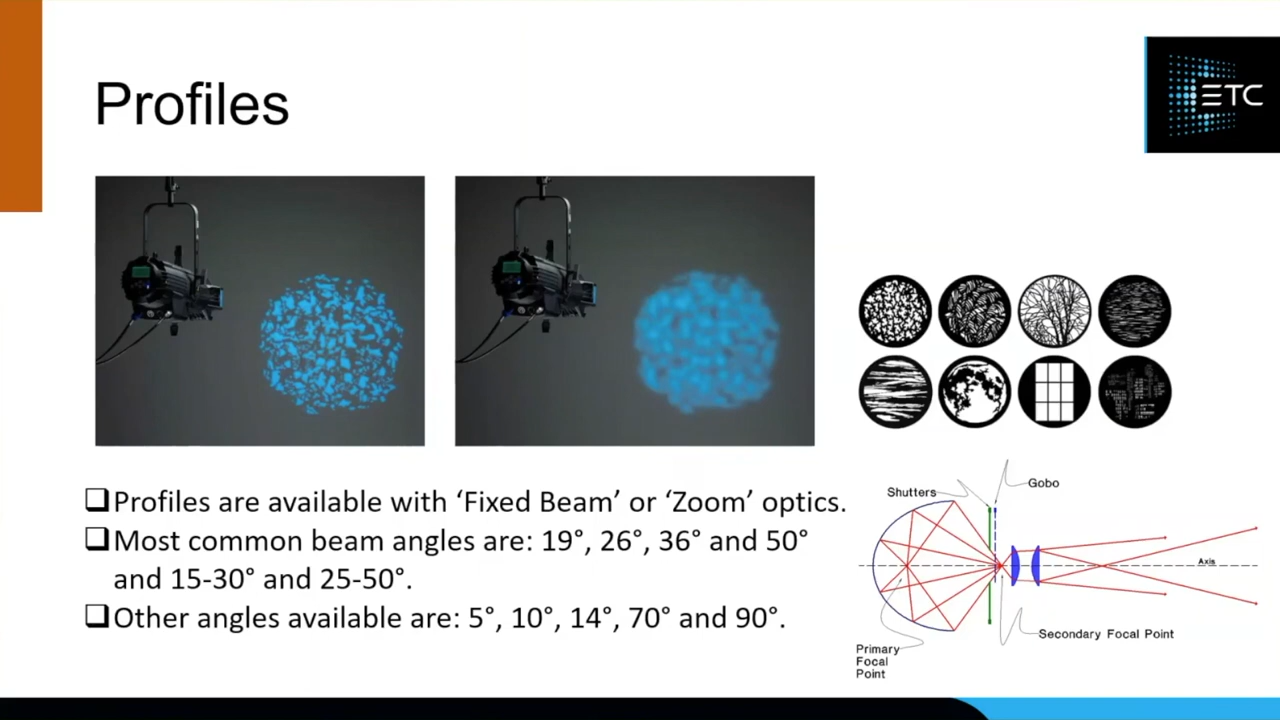 Profiles
ETC
❑Profiles are available with ‘Fixed Beam’ or ‘Zoom’ optics.
❑Most common beam angles are: 19°, 26°, 36° and 50°
and 15-30° and 25-50°.
❑Other angles available are: 5°, 10°, 14°, 70° and 90°.
Shutters
Gobo
Axis
Secondary Focal Point
Primary
Focal
Point